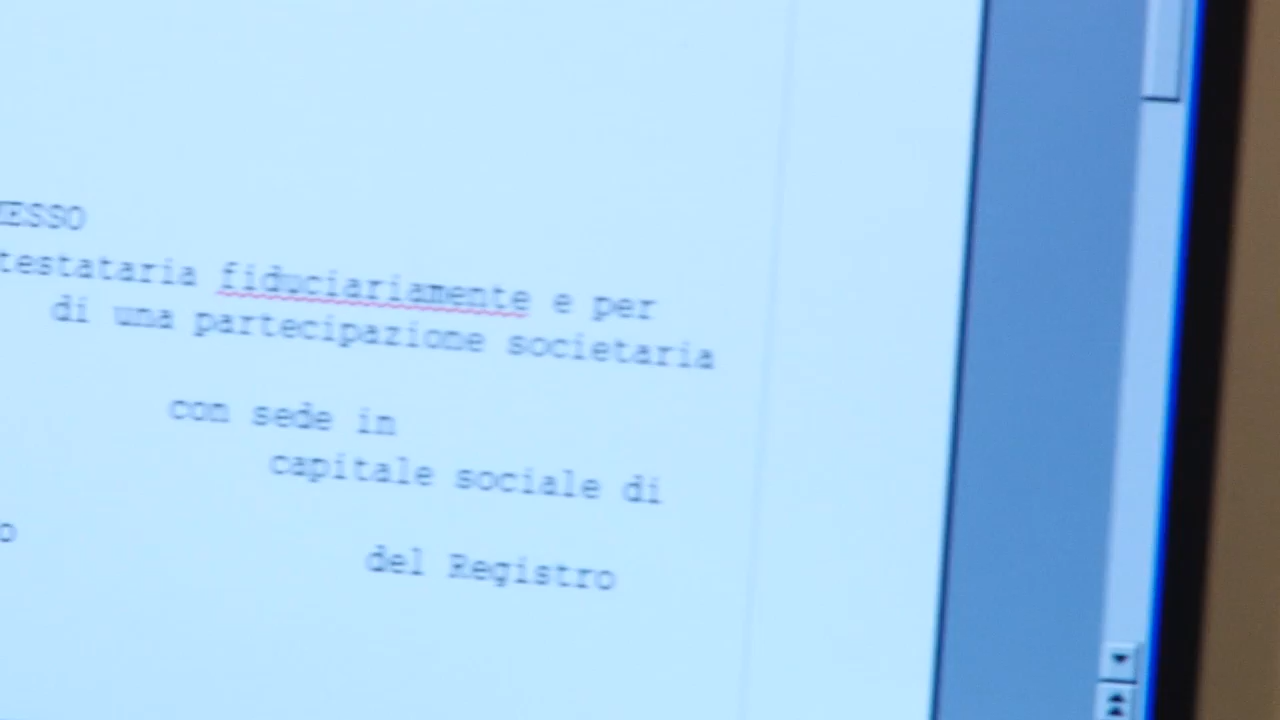 ESSO
testataria fiduciariamente e per
di una partecipazione societaria
con sede in
capitale sociale di
o
del Registro